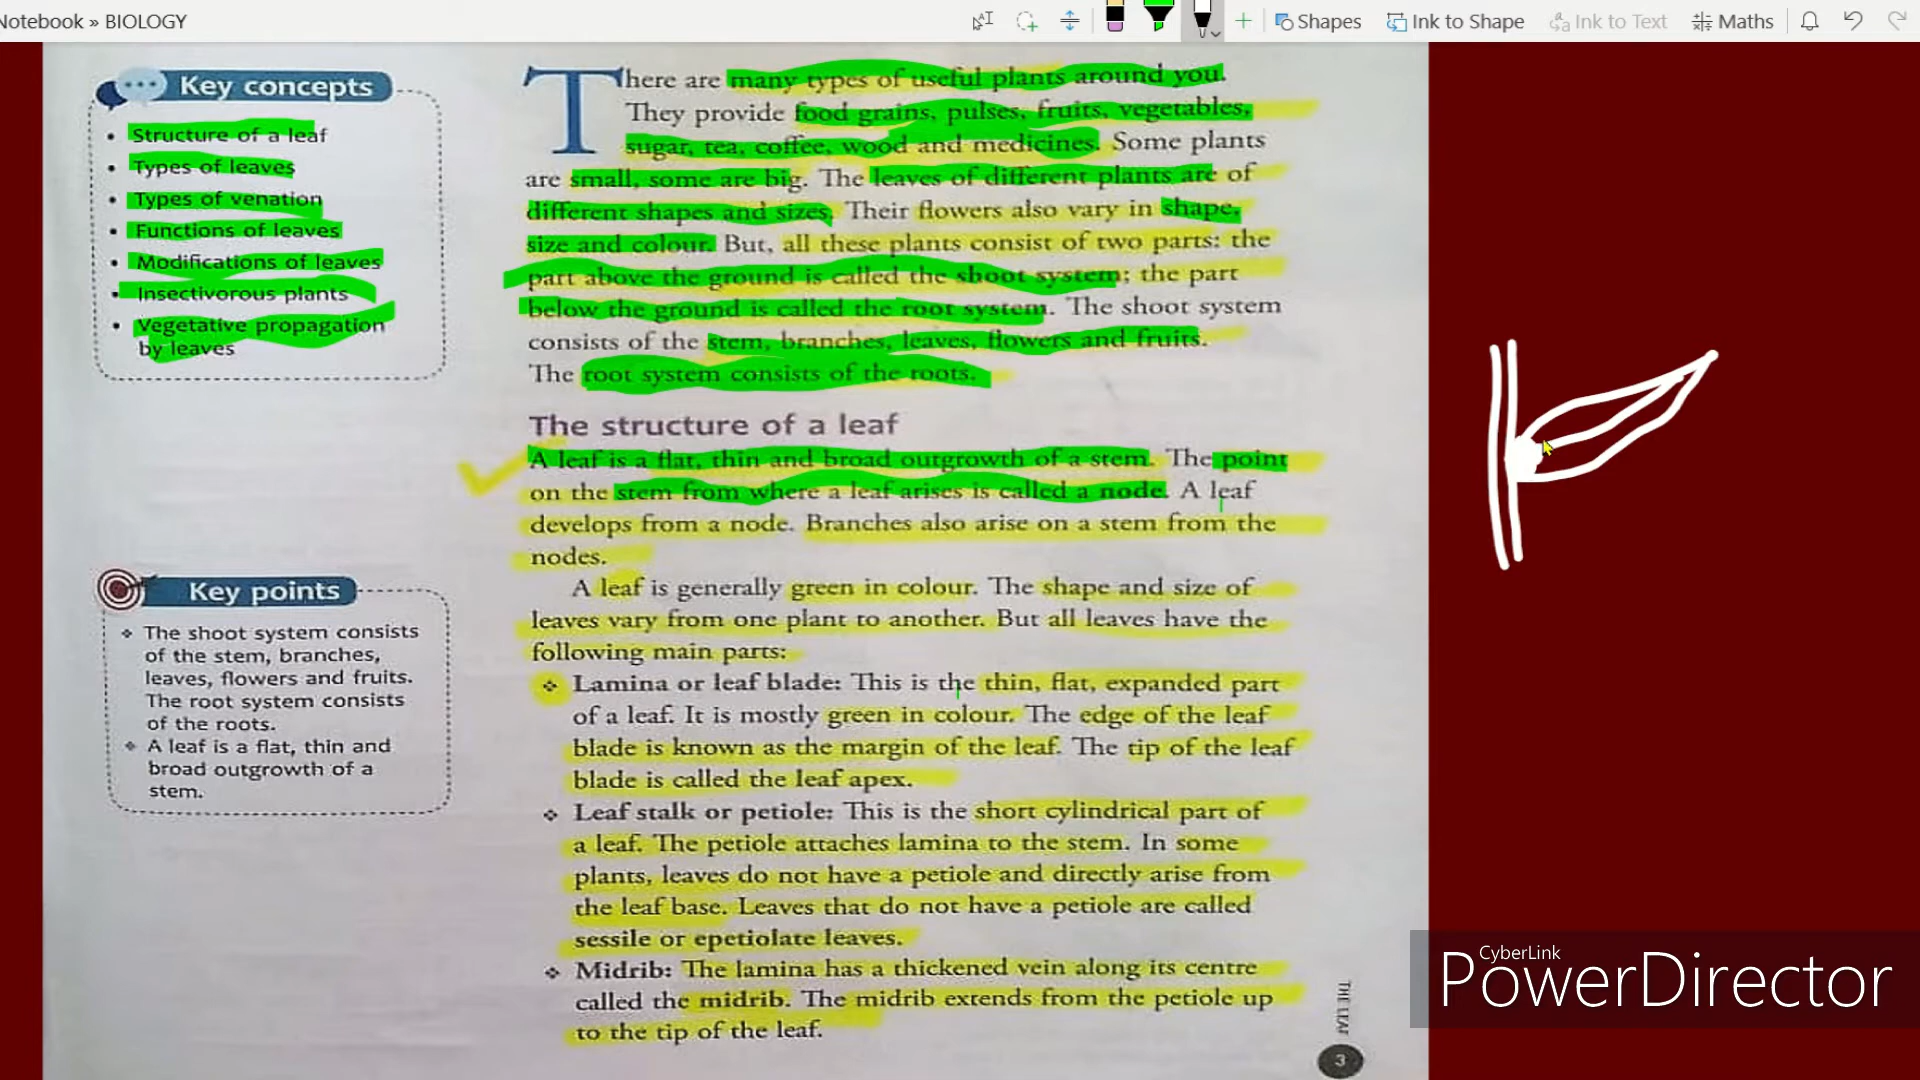 Notebook » BIOLOGY
Shapes
Ink to Shape
Ink to Text
Maths
Key concepts
• Structure of a leaf
• Types of leaves
• Types of venation
• Functions of leaves
• Modifications of leaves
• Insectivorous plants
• Vegetative propagation
by leaves
There are many types of useful plants around you.
They provide food grains, pulses, fruits, vegetables,
sugar, tea, coffee, wood and medicines. Some plants
are small, some are big. The leaves of different plants are of
different shapes and sizes. Their flowers also vary in shape,
size and colour. But, all these plants consist of two parts: the
part above the ground is called the shoot system; the part
below the ground is called the root system. The shoot system
consists of the stem, branches, leaves, flowers and fruits.
The root system consists of the roots.
The structure of a leaf
A leaf is a flat, thin and broad outgrowth of a stem. The point
on the stem from where a leaf arises is called a node. A leaf
develops from a node. Branches also arise on a stem from the
nodes.
A leaf is generally green in colour. The shape and size of
leaves vary from one plant to another. But all leaves have the
following main parts:
❖ Lamina or leaf blade: This is the thin, flat, expanded part
of a leaf. It is mostly green in colour. The edge of the leaf
blade is known as the margin of the leaf. The tip of the leaf
blade is called the leaf apex.
❖ Leaf stalk or petiole: This is the short cylindrical part of
a leaf. The petiole attaches lamina to the stem. In some
plants, leaves do not have a petiole and directly arise from
the leaf base. Leaves that do not have a petiole are called
sessile or epetiolate leaves.
❖ Midrib: The lamina has a thickened vein along its centre
called the midrib. The midrib extends from the petiole up
to the tip of the leaf.
Key points
❖ The shoot system consists
of the stem, branches,
leaves, flowers and fruits.
The root system consists
of the roots.
❖ A leaf is a flat, thin and
broad outgrowth of a
stem.
THE LEAF
3
CyberLink
PowerDirector